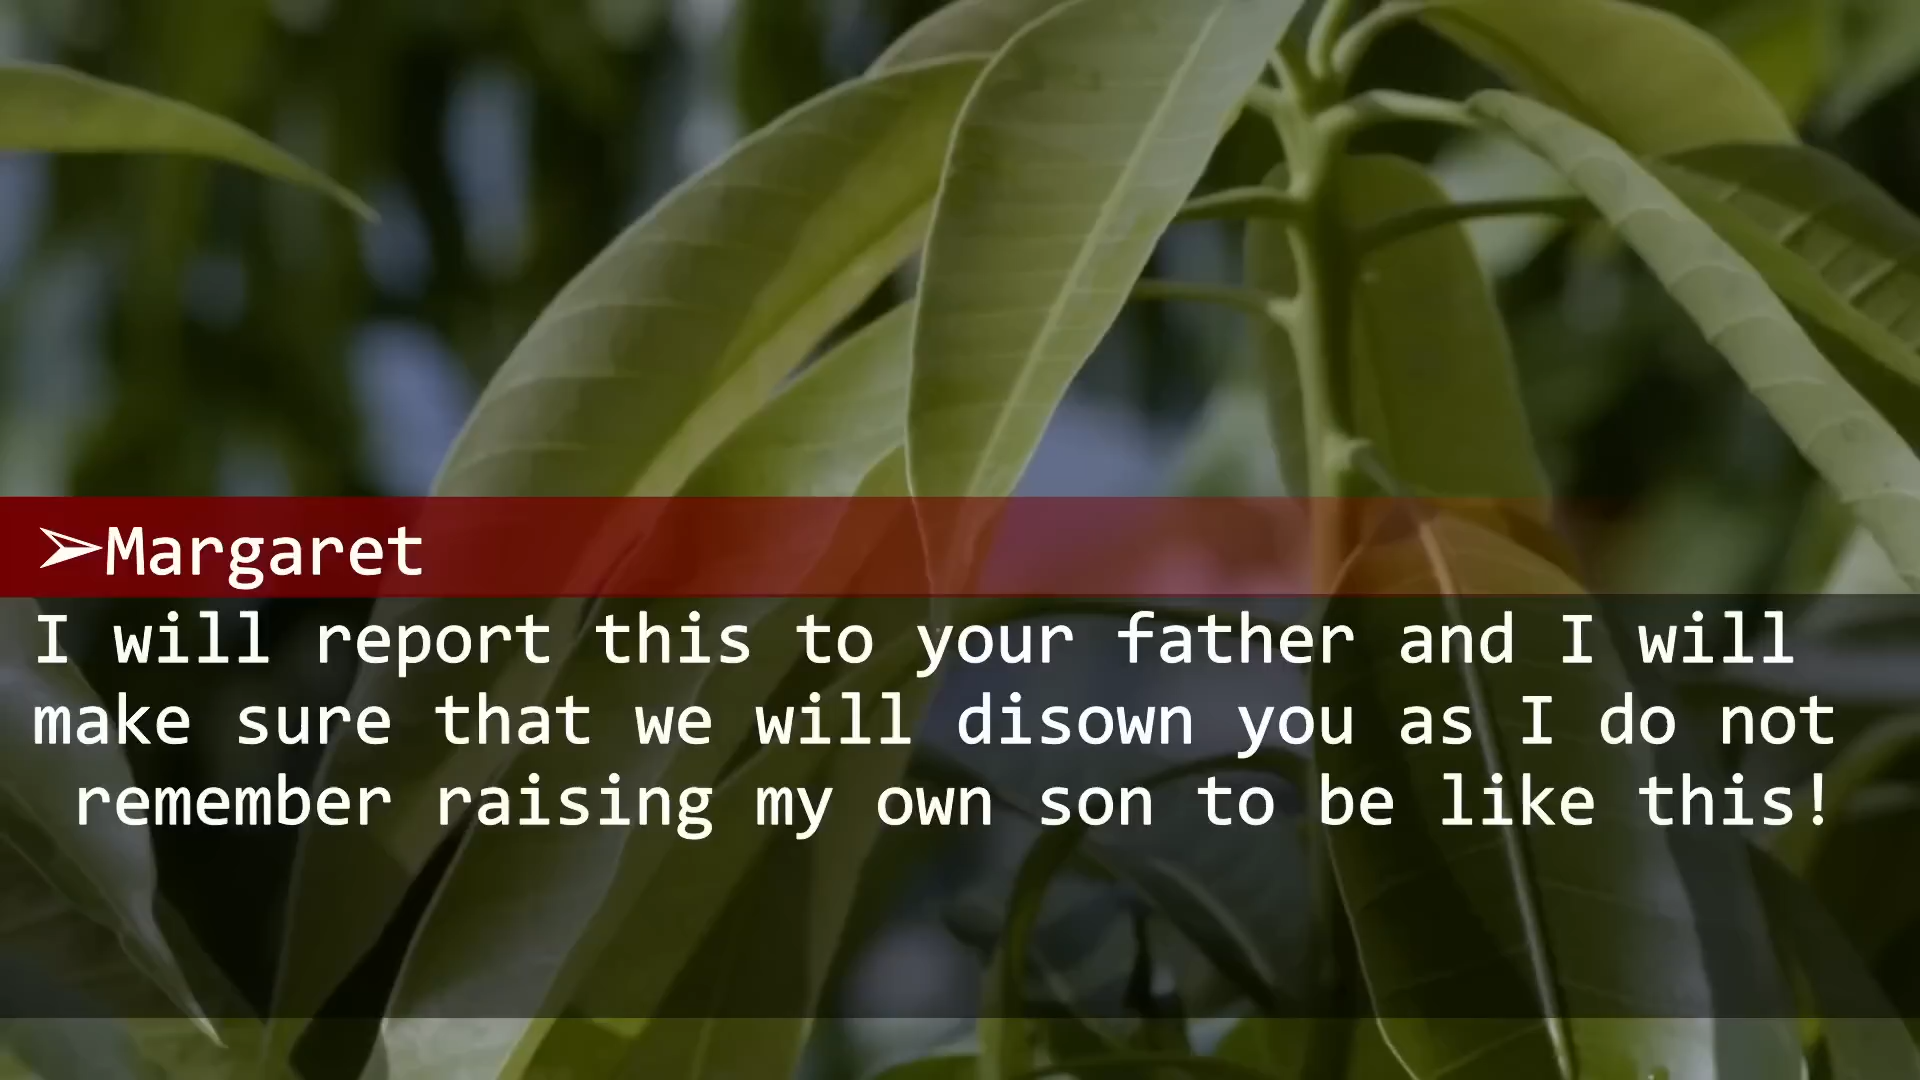 ➢Margaret
I will report this to your father and I will
make sure that we will disown you as I do not
remember raising my own son to be like this!